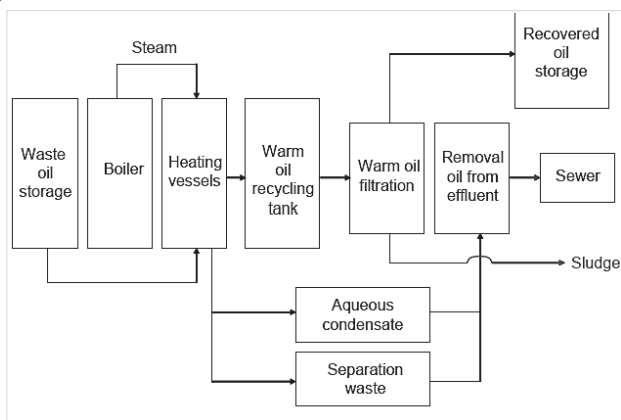 Steam
Waste
oil
storage
Boiler
Heating
vessels
Warm
oil
recycling
tank
Warm oil
filtration
Recovered
oil
storage
Removal
oil from
effluent
Sewer
Sludge
Aqueous
condensate
Separation
waste